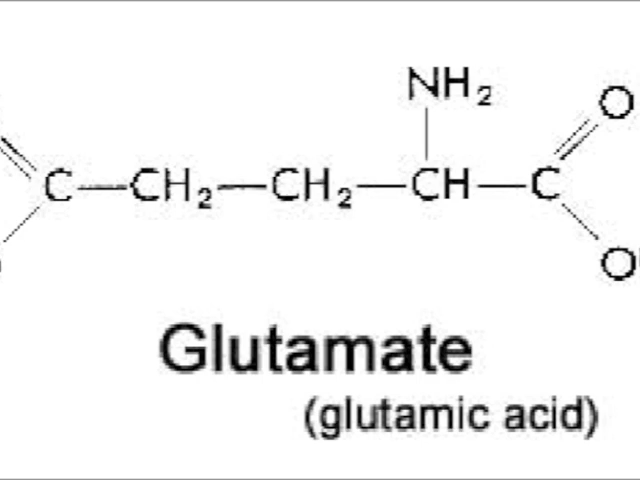 NH₂
O
C—CH₂—CH₂—CH—C
O
Glutamate
(glutamic acid)